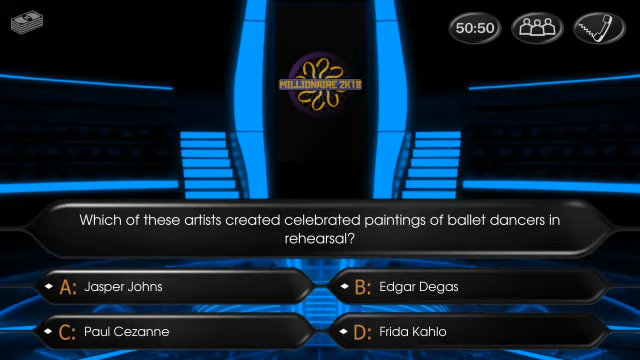 50:50
MILLIONAIRE 2K18
Which of these artists created celebrated paintings of ballet dancers in
rehearsal?
A: Jasper Johns
B: Edgar Degas
C: Paul Cezanne
D: Frida Kahlo